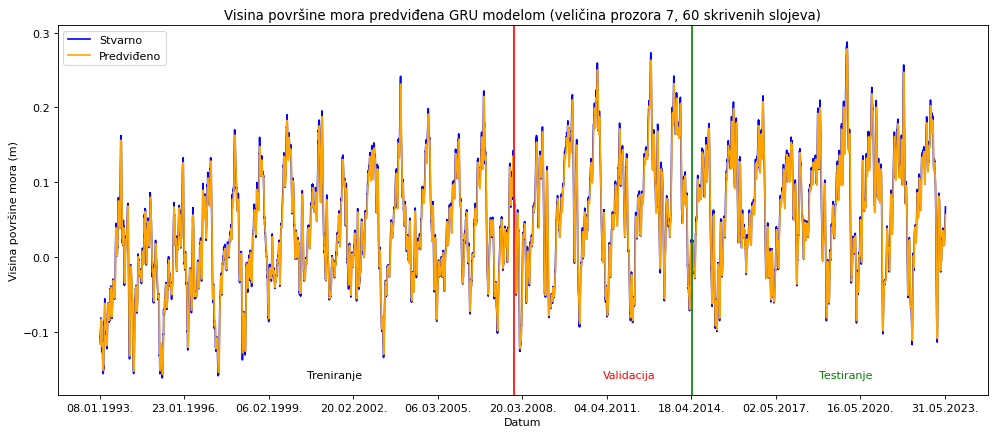 Visina površine mora predviđena GRU modelom (veličina prozora 7, 60 skrivenih slojeva)
Stvarno
Predviđeno
Visina površine mora (m)
0.3
0.2
0.1
0.0
−0.1
Treniranje
Validacija
Testiranje
08.01.1993.
23.01.1996.
06.02.1999.
20.02.2002.
06.03.2005.
20.03.2008.
04.04.2011.
18.04.2014.
02.05.2017.
16.05.2020.
31.05.2023.
Datum